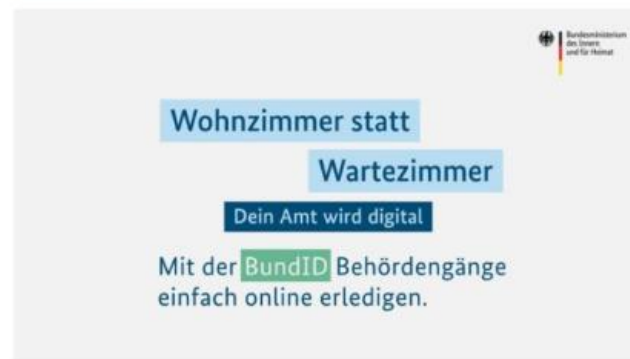 Bundesministerium
des Innern
und für Heimat
Wohnzimmer statt
Wartezimmer
Dein Amt wird digital
Mit der BundID Behördengänge
einfach online erledigen.